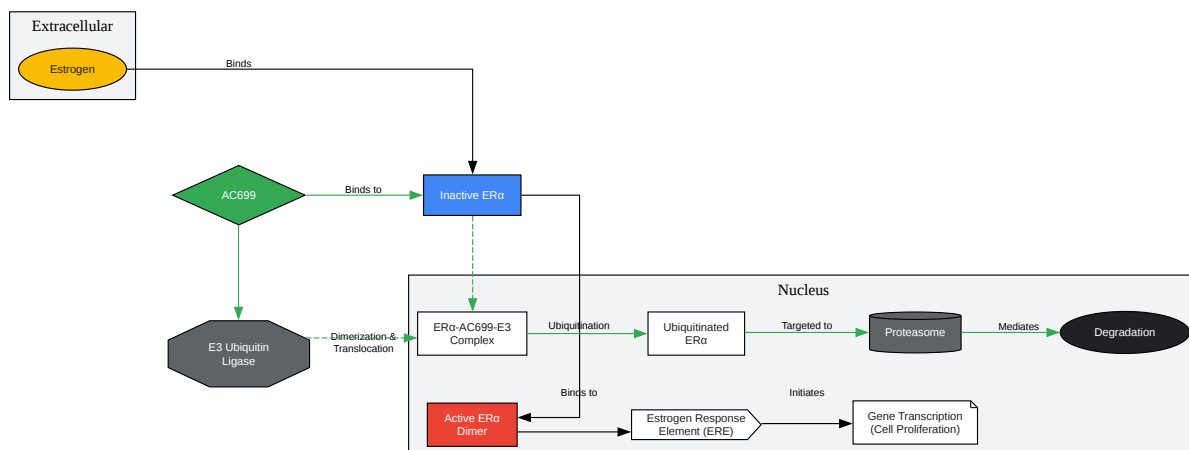 Extracellular
Estrogen
Binds
AC699
Binds to
Inactive ERα
Nucleus
E3 Ubiquitin
Ligase
Dimerization &
Translocation
ERα-AC699-E3
Complex
Ubiquitination
Ubiquitinated
ERα
Targeted to
Proteasome
Mediates
Degradation
Active ERα
Dimer
Binds to
Estrogen Response
Element (ERE)
Initiates
Gene Transcription
(Cell Proliferation)